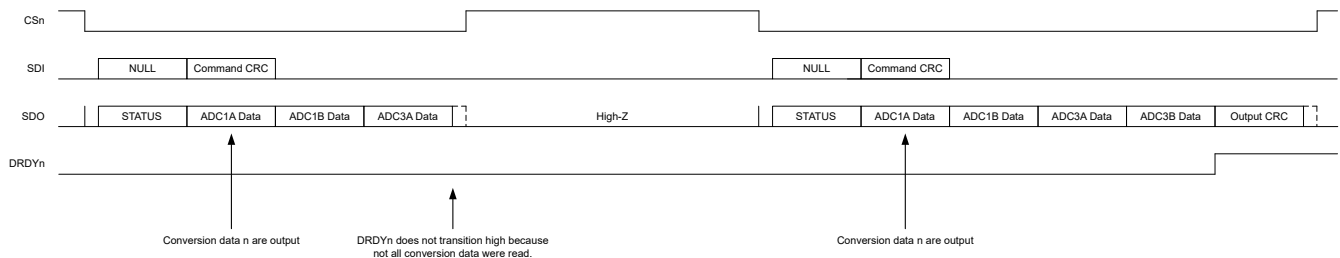 CSn
SDI
NULL
Command CRC
NULL
Command CRC
SDO
STATUS
ADC1A Data
ADC1B Data
ADC3A Data
High-Z
STATUS
ADC1A Data
ADC1B Data
ADC3A Data
ADC3B Data
Output CRC
DRDYn
Conversion data n are output
DRDYn does not transition high because
not all conversion data were read.
Conversion data n are output